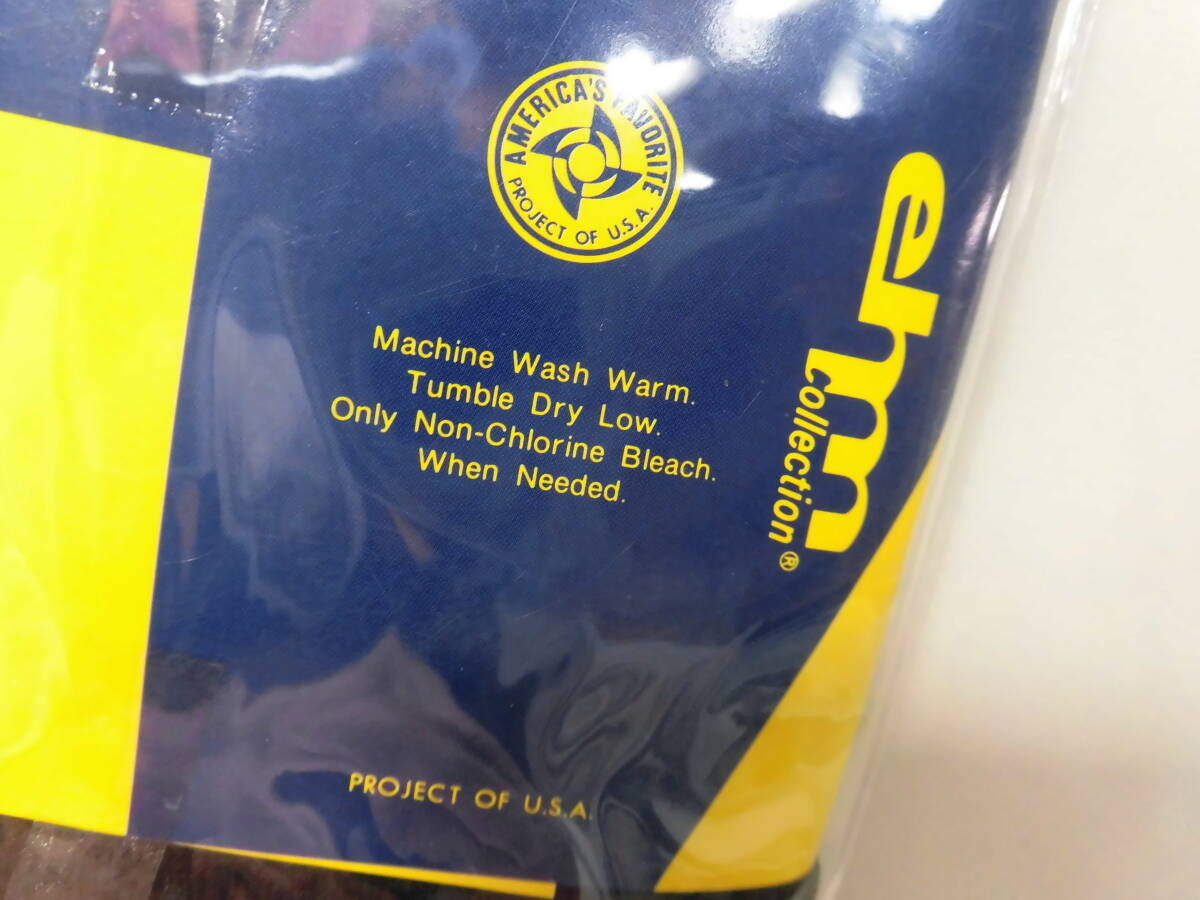 AMERICA'S FAVORITE
PROJECT OF U.S.A.
ehm
collection®
Machine Wash Warm.
Tumble Dry Low.
Only Non-Chlorine Bleach.
When Needed.
PROJECT OF U.S.A.